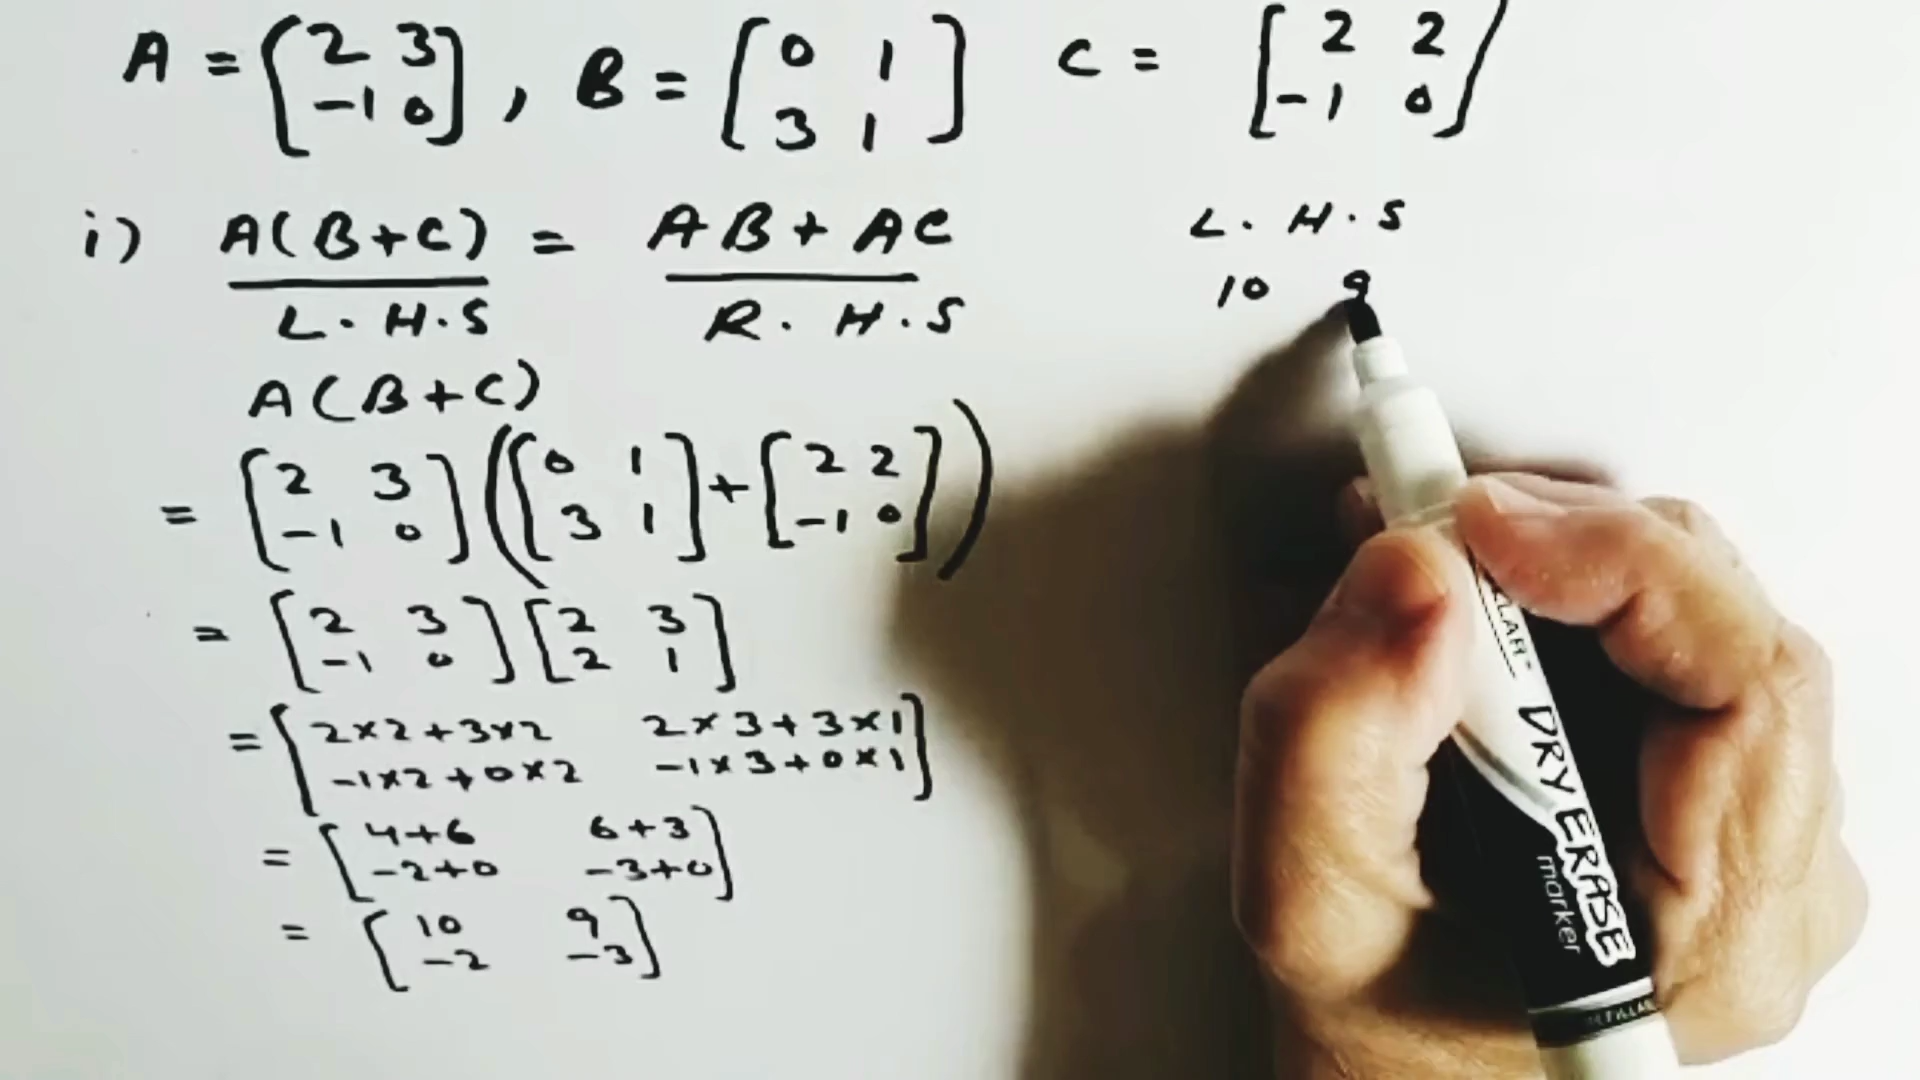 A = [2 3 -1 0], B = [0 1 3 1] C = [2 2 -1 0]
i) A(B+C) = AB+AC
L.H.S R.H.S
A(B+C)
= [2 3 -1 0]([0 1 3 1]+[2 2 -1 0])
= [2 3 -1 0][2 3 2 1]
= [2×2+3×2 2×3+3×1 -1×2+0×2 -1×3+0×1]
= [4+6 6+3 -2+0 -3+0]
= [10 9 -2 -3]
L.H.S
10 9
DRY ERASE
marker